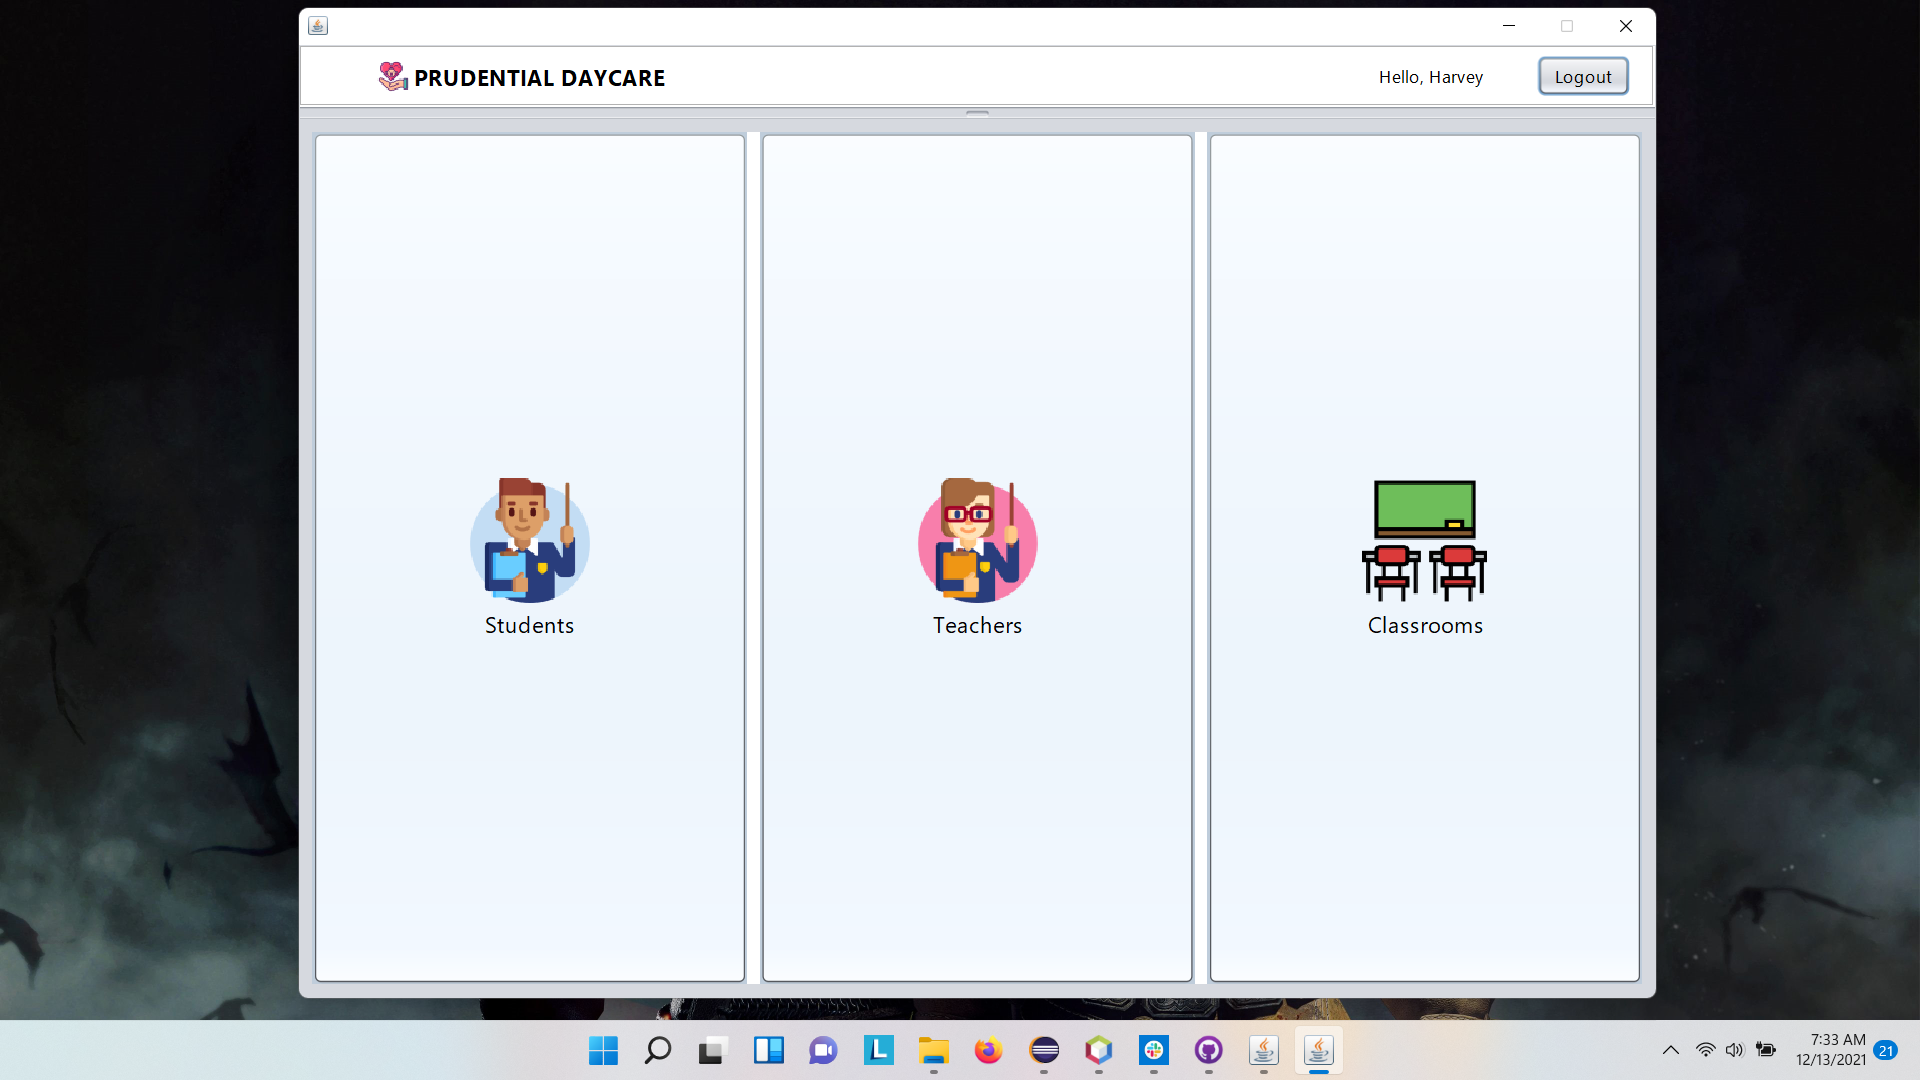 PRUDENTIAL DAYCARE
Hello, Harvey
Logout
Students
Teachers
Classrooms
L
7:33 AM
12/13/2021
21